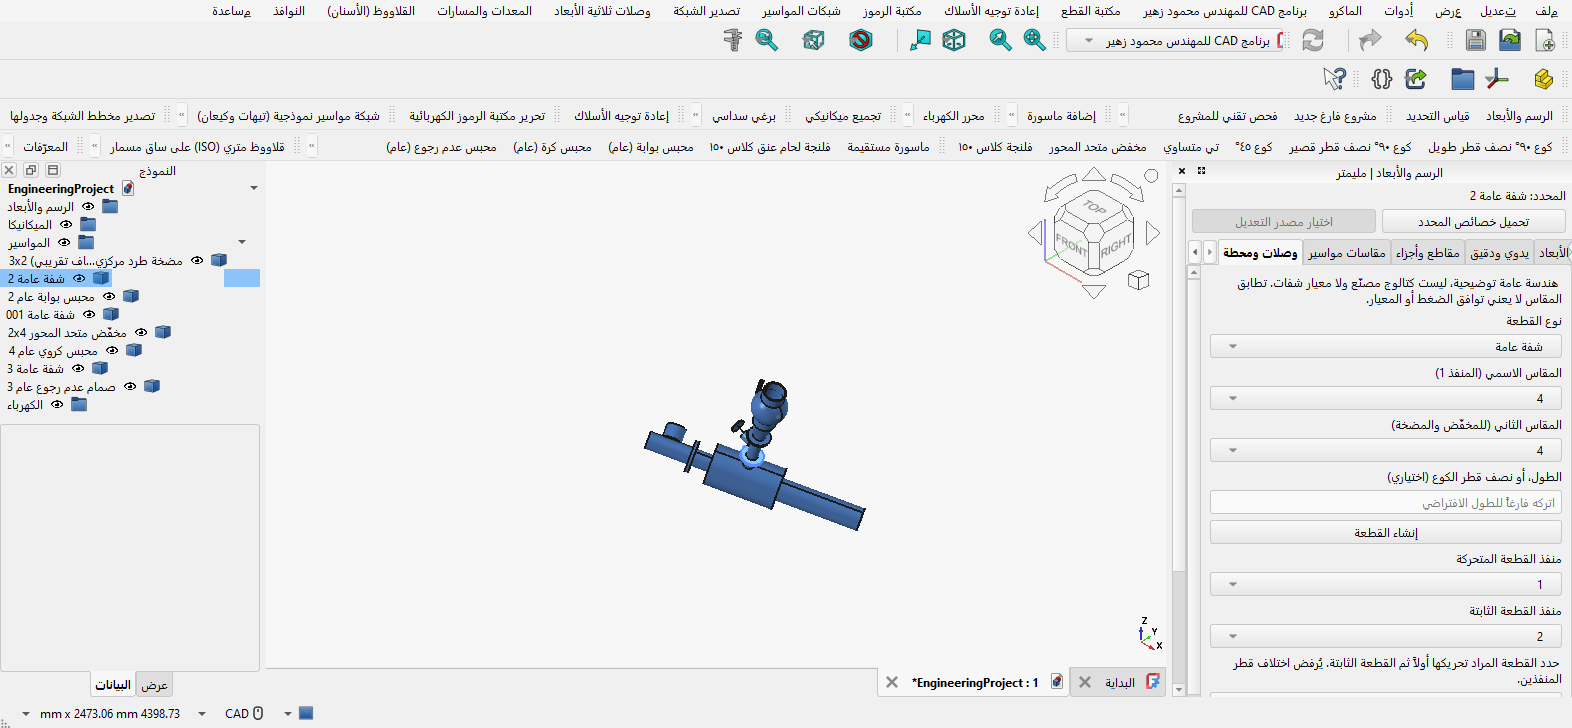 ملف تعديل عرض أدوات الماكرو برنامج CAD للمهندس محمود زهير مكتبة القطع إعادة توجيه الأسلاك مكتبة الرموز شبكات المواسير تصدير الشبكة وصلات ثلاثية الأبعاد المعدات والمسارات القلاووظ (الأسنان) النوافذ مساعدة
برنامج CAD للمهندس محمود زهير
الرسم والأبعاد قياس التحديد مشروع فارغ جديد فحص تقني للمشروع إضافة ماسورة محرر الكهرباء تجميع ميكانيكي برغي سداسي إعادة توجيه الأسلاك تحرير مكتبة الرموز الكهربائية شبكة مواسير نموذجية (تيهات وكيعان) تصدير مخطط الشبكة وجدولها
كوع ٩٠° نصف قطر طويل كوع ٩٠° نصف قطر قصير كوع ٤٥° تي متساوي مخفض متحد المحور فلنجة كلاس ١٥٠ ماسورة مستقيمة فلنجة لحام عنق كلاس ١٥٠ محبس بوابة (عام) محبس كرة (عام) محبس عدم رجوع (عام) قلاووظ متري (ISO) على ساق مسمار المعرّفات
النموذج
EngineeringProject
الرسم والأبعاد
الميكانيكا
المواسير
مضخة طرد مركزي...اف تقريبي) 3x2
شفة عامة 2
محبس بوابة عام 2
شفة عامة 001
مخفّض متحد المحور 2x4
محبس كروي عام 4
شفة عامة 3
صمام عدم رجوع عام 3
الكهرباء
عرض البيانات
TOP
FRONT
RIGHT
Z
Y
X
البداية
EngineeringProject : 1*
الرسم والأبعاد | مليمتر
المحدد: شفة عامة 2
تحميل خصائص المحدد اختيار مصدر التعديل
الأبعاد يدوي ودقيق مقاطع وأجزاء مقاسات مواسير وصلات ومحطة
هندسة عامة توضيحية، ليست كتالوج مصنّع ولا معيار شفات. تطابق
المقاس لا يعني توافق الضغط أو المعيار.
نوع القطعة
شفة عامة
المقاس الاسمي (المنفذ 1)
4
المقاس الثاني (للمخفّض والمضخة)
4
الطول، أو نصف قطر الكوع (اختياري)
اتركه فارغاً للطول الافتراضي
إنشاء القطعة
منفذ القطعة المتحركة
1
منفذ القطعة الثابتة
2
حدد القطعة المراد تحريكها أولاً ثم القطعة الثابتة. يُرفض اختلاف قطر
المنفذين.
mm x 2473.06 mm 4398.73 CAD